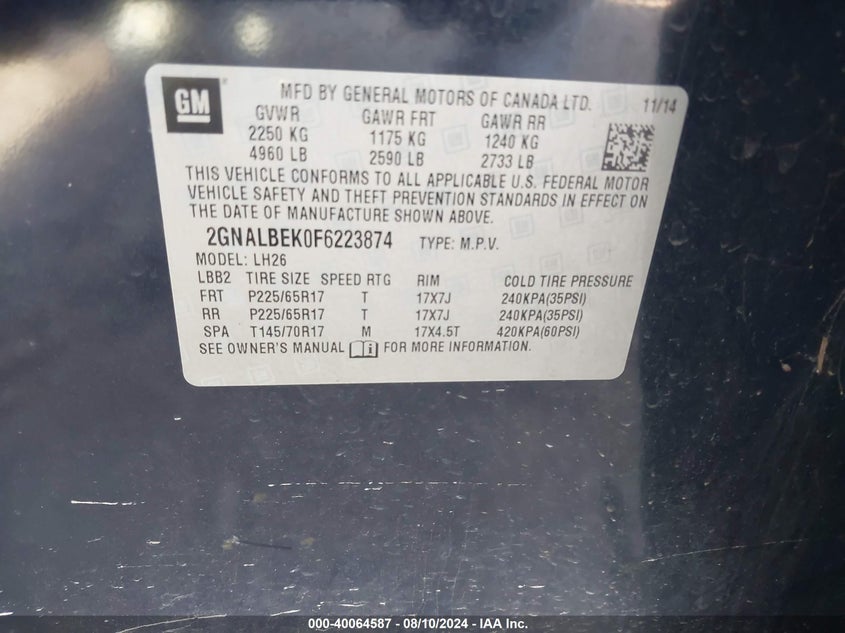 GM
MFD BY GENERAL MOTORS OF CANADA LTD. 11/14
GVWR GAWR FRT GAWR RR
2250 KG 1175 KG 1240 KG
4960 LB 2590 LB 2733 LB
THIS VEHICLE CONFORMS TO ALL APPLICABLE U.S. FEDERAL MOTOR
VEHICLE SAFETY AND THEFT PREVENTION STANDARDS IN EFFECT ON
THE DATE OF MANUFACTURE SHOWN ABOVE.
2GNALBEK0F6223874 TYPE: M.P.V.
MODEL: LH26
LBB2 TIRE SIZE SPEED RTG RIM COLD TIRE PRESSURE
FRT P225/65R17 T 17X7J 240KPA(35PSI)
RR P225/65R17 T 17X7J 240KPA(35PSI)
SPA T145/70R17 M 17X4.5T 420KPA(60PSI)
SEE OWNER'S MANUAL FOR MORE INFORMATION.
000-40064587 - 08/10/2024 - IAA Inc.